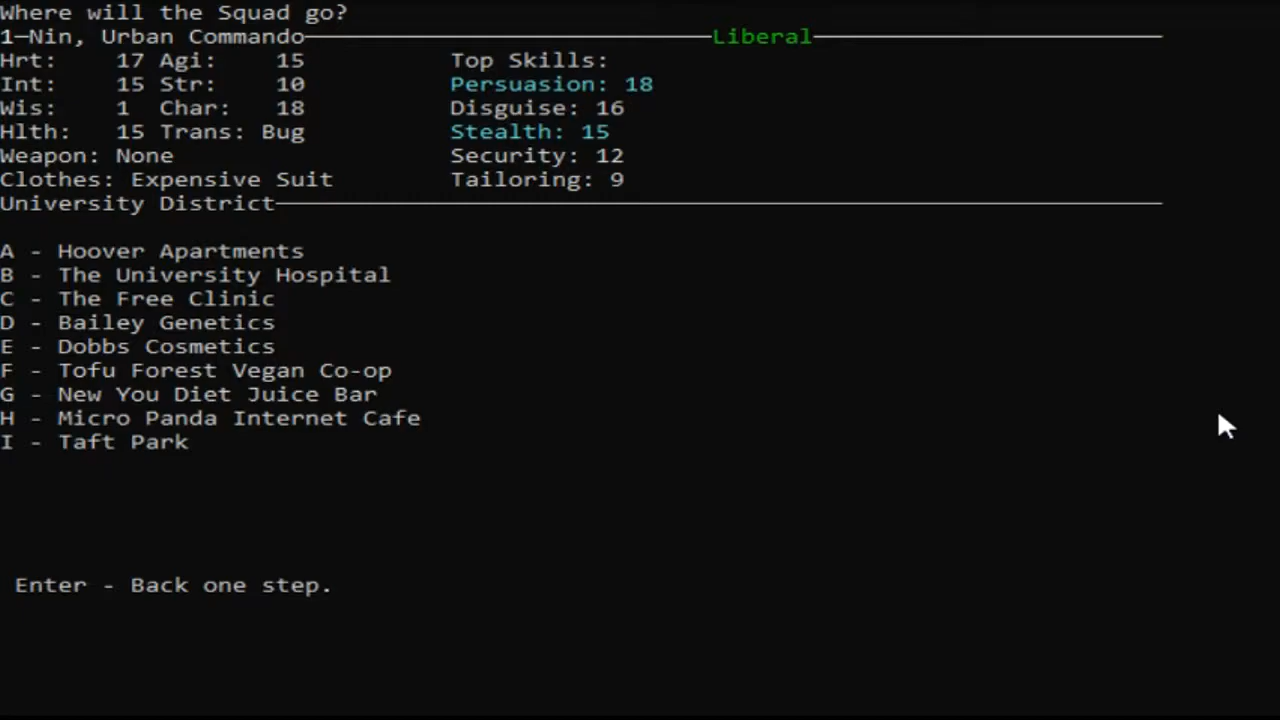 Where will the Squad go?
1—Nin, Urban Commando Liberal
Hrt: 17 Agi: 15 Top Skills:
Int: 15 Str: 10 Persuasion: 18
Wis: 1 Char: 18 Disguise: 16
Hlth: 15 Trans: Bug Stealth: 15
Weapon: None Security: 12
Clothes: Expensive Suit Tailoring: 9
University District
A - Hoover Apartments
B - The University Hospital
C - The Free Clinic
D - Bailey Genetics
E - Dobbs Cosmetics
F - Tofu Forest Vegan Co-op
G - New You Diet Juice Bar
H - Micro Panda Internet Cafe
I - Taft Park
Enter - Back one step.